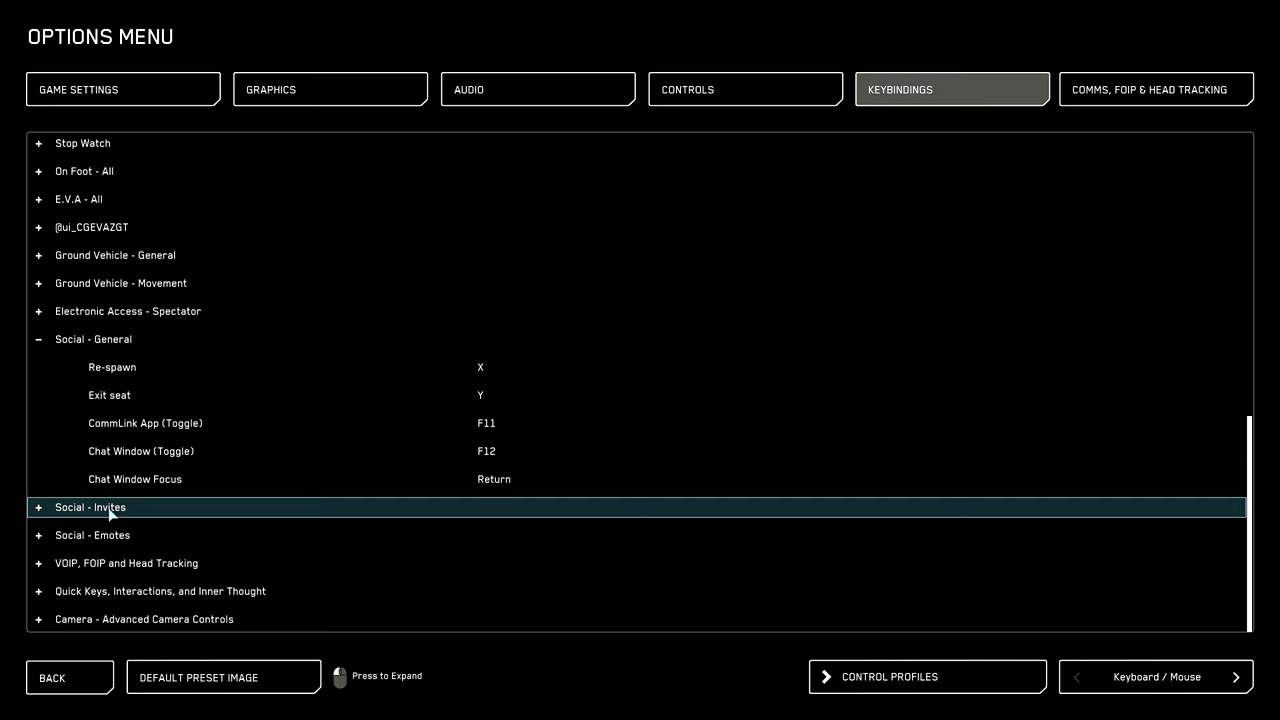 OPTIONS MENU
GAME SETTINGS
GRAPHICS
AUDIO
CONTROLS
KEYBINDINGS
COMMS, FOIP & HEAD TRACKING
+ Stop Watch
+ On Foot - All
+ E.V.A - All
+ @ui_CGEVAZGT
+ Ground Vehicle - General
+ Ground Vehicle - Movement
+ Electronic Access - Spectator
- Social - General
Re-spawn X
Exit seat Y
CommLink App (Toggle) F11
Chat Window (Toggle) F12
Chat Window Focus Return
+ Social - Invites
+ Social - Emotes
+ VOIP, FOIP and Head Tracking
+ Quick Keys, Interactions, and Inner Thought
+ Camera - Advanced Camera Controls
BACK
DEFAULT PRESET IMAGE
Press to Expand
CONTROL PROFILES
Keyboard / Mouse